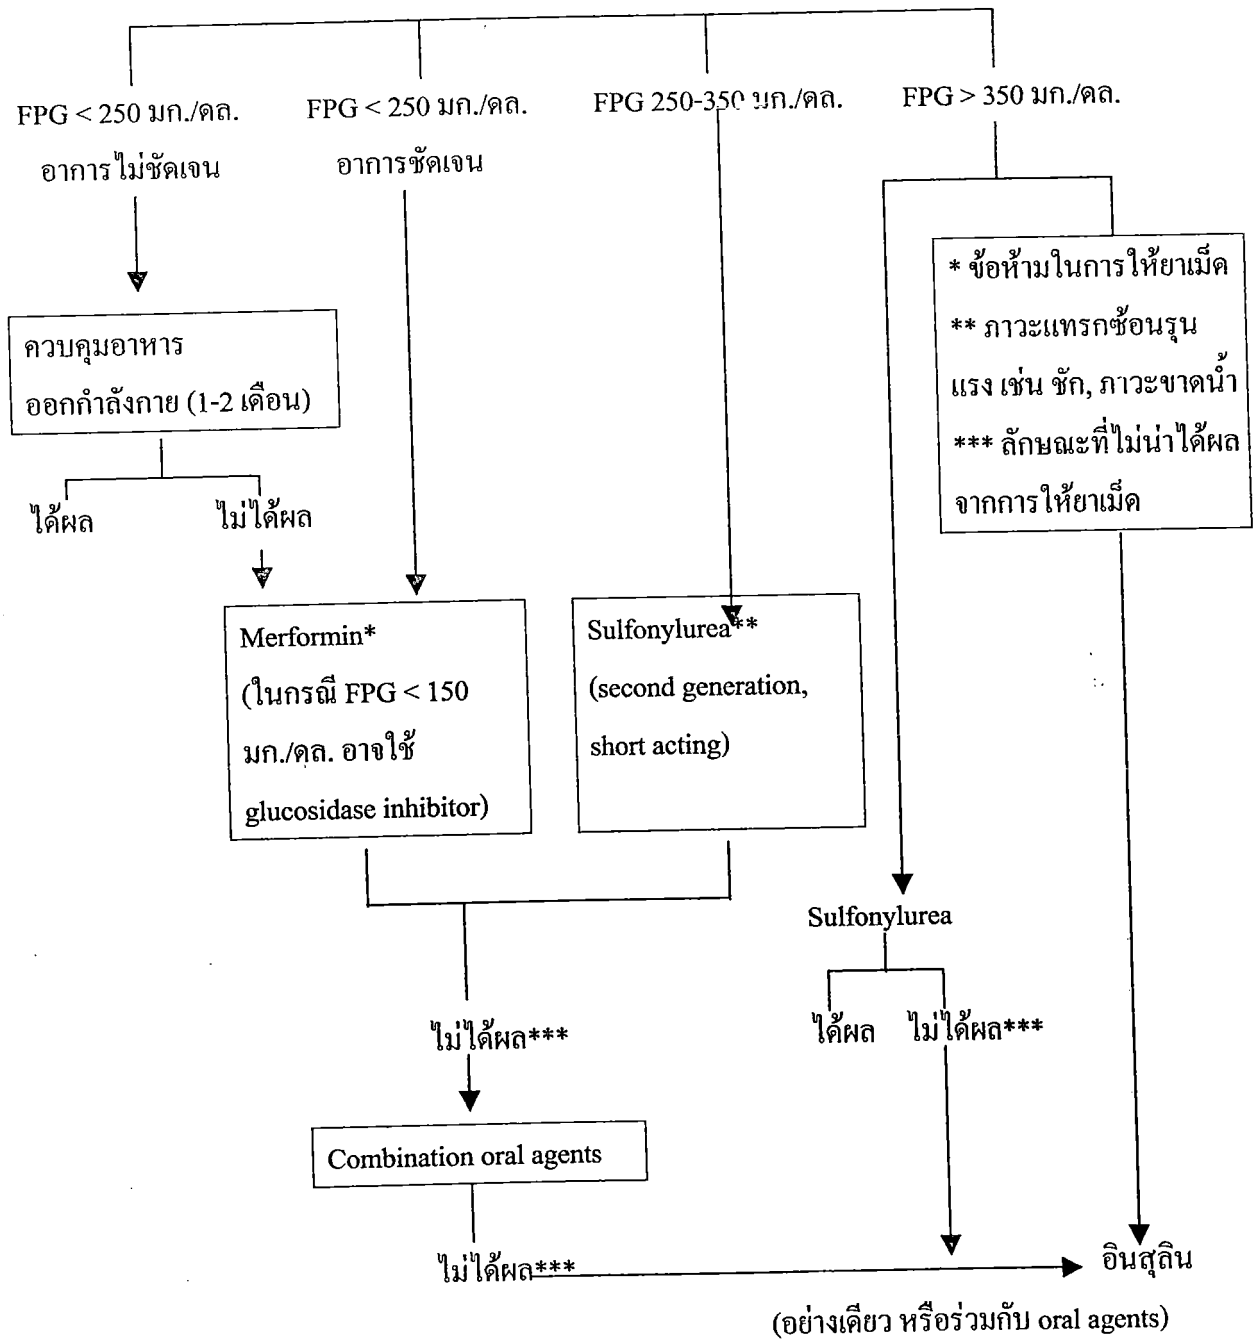 FPG < 250 มก./ดล.
อาการไม่ชัดเจน
FPG < 250 มก./ดล.
อาการชัดเจน
FPG 250-350 มก./ดล.
FPG > 350 มก./ดล.
* ข้อห้ามในการให้ยาเม็ด
** ภาวะแทรกซ้อนรุน
แรง เช่น ชัก, ภาวะขาดน้ำ
*** ลักษณะที่ไม่น่าได้ผล
จากการให้ยาเม็ด
ควบคุมอาหาร
ออกกำลังกาย (1-2 เดือน)
ได้ผล
ไม่ได้ผล
Merformin*
(ในกรณี FPG < 150
มก./ดล. อาจใช้
glucosidase inhibitor)
Sulfonylurea**
(second generation,
short acting)
Sulfonylurea
ได้ผล
ไม่ได้ผล***
ไม่ได้ผล***
Combination oral agents
ไม่ได้ผล***
อินสุลิน
(อย่างเดียว หรือร่วมกับ oral agents)